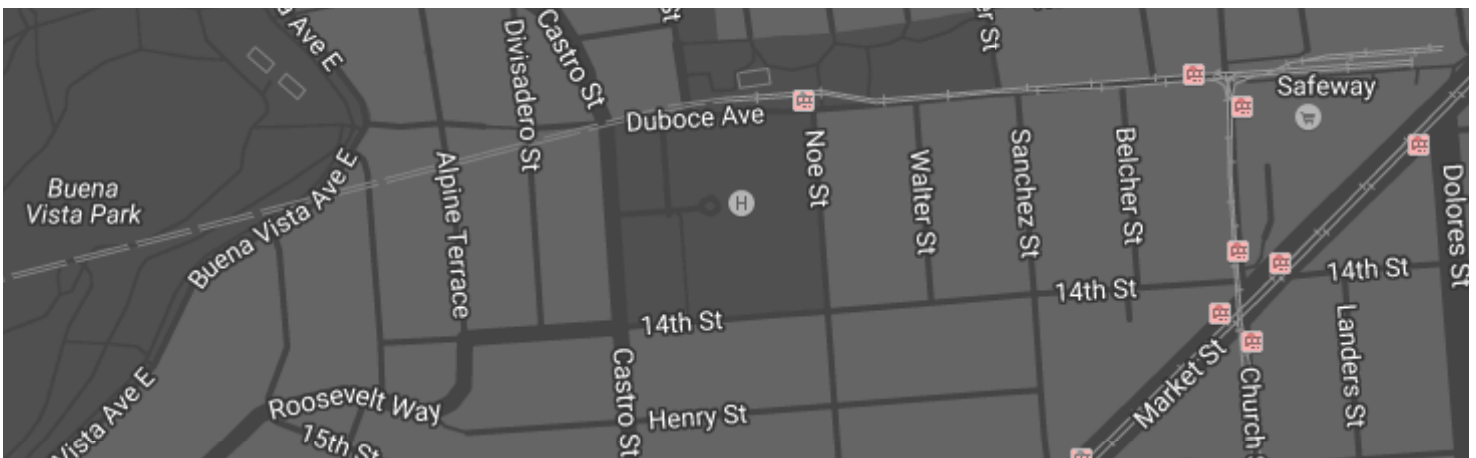 a Ave E
Castro St
Divisadero St
St
er St
Safeway
Duboce Ave
Noe St
Walter St
Sanchez St
Belcher St
Alpine Terrace
Buena
Vista Park
Buena Vista Ave E
H
Dolores St
14th St
14th St
14th St
Landers St
Castro St
Market St
Church S
Roosevelt Way
Henry St
15th St
Vista Ave E